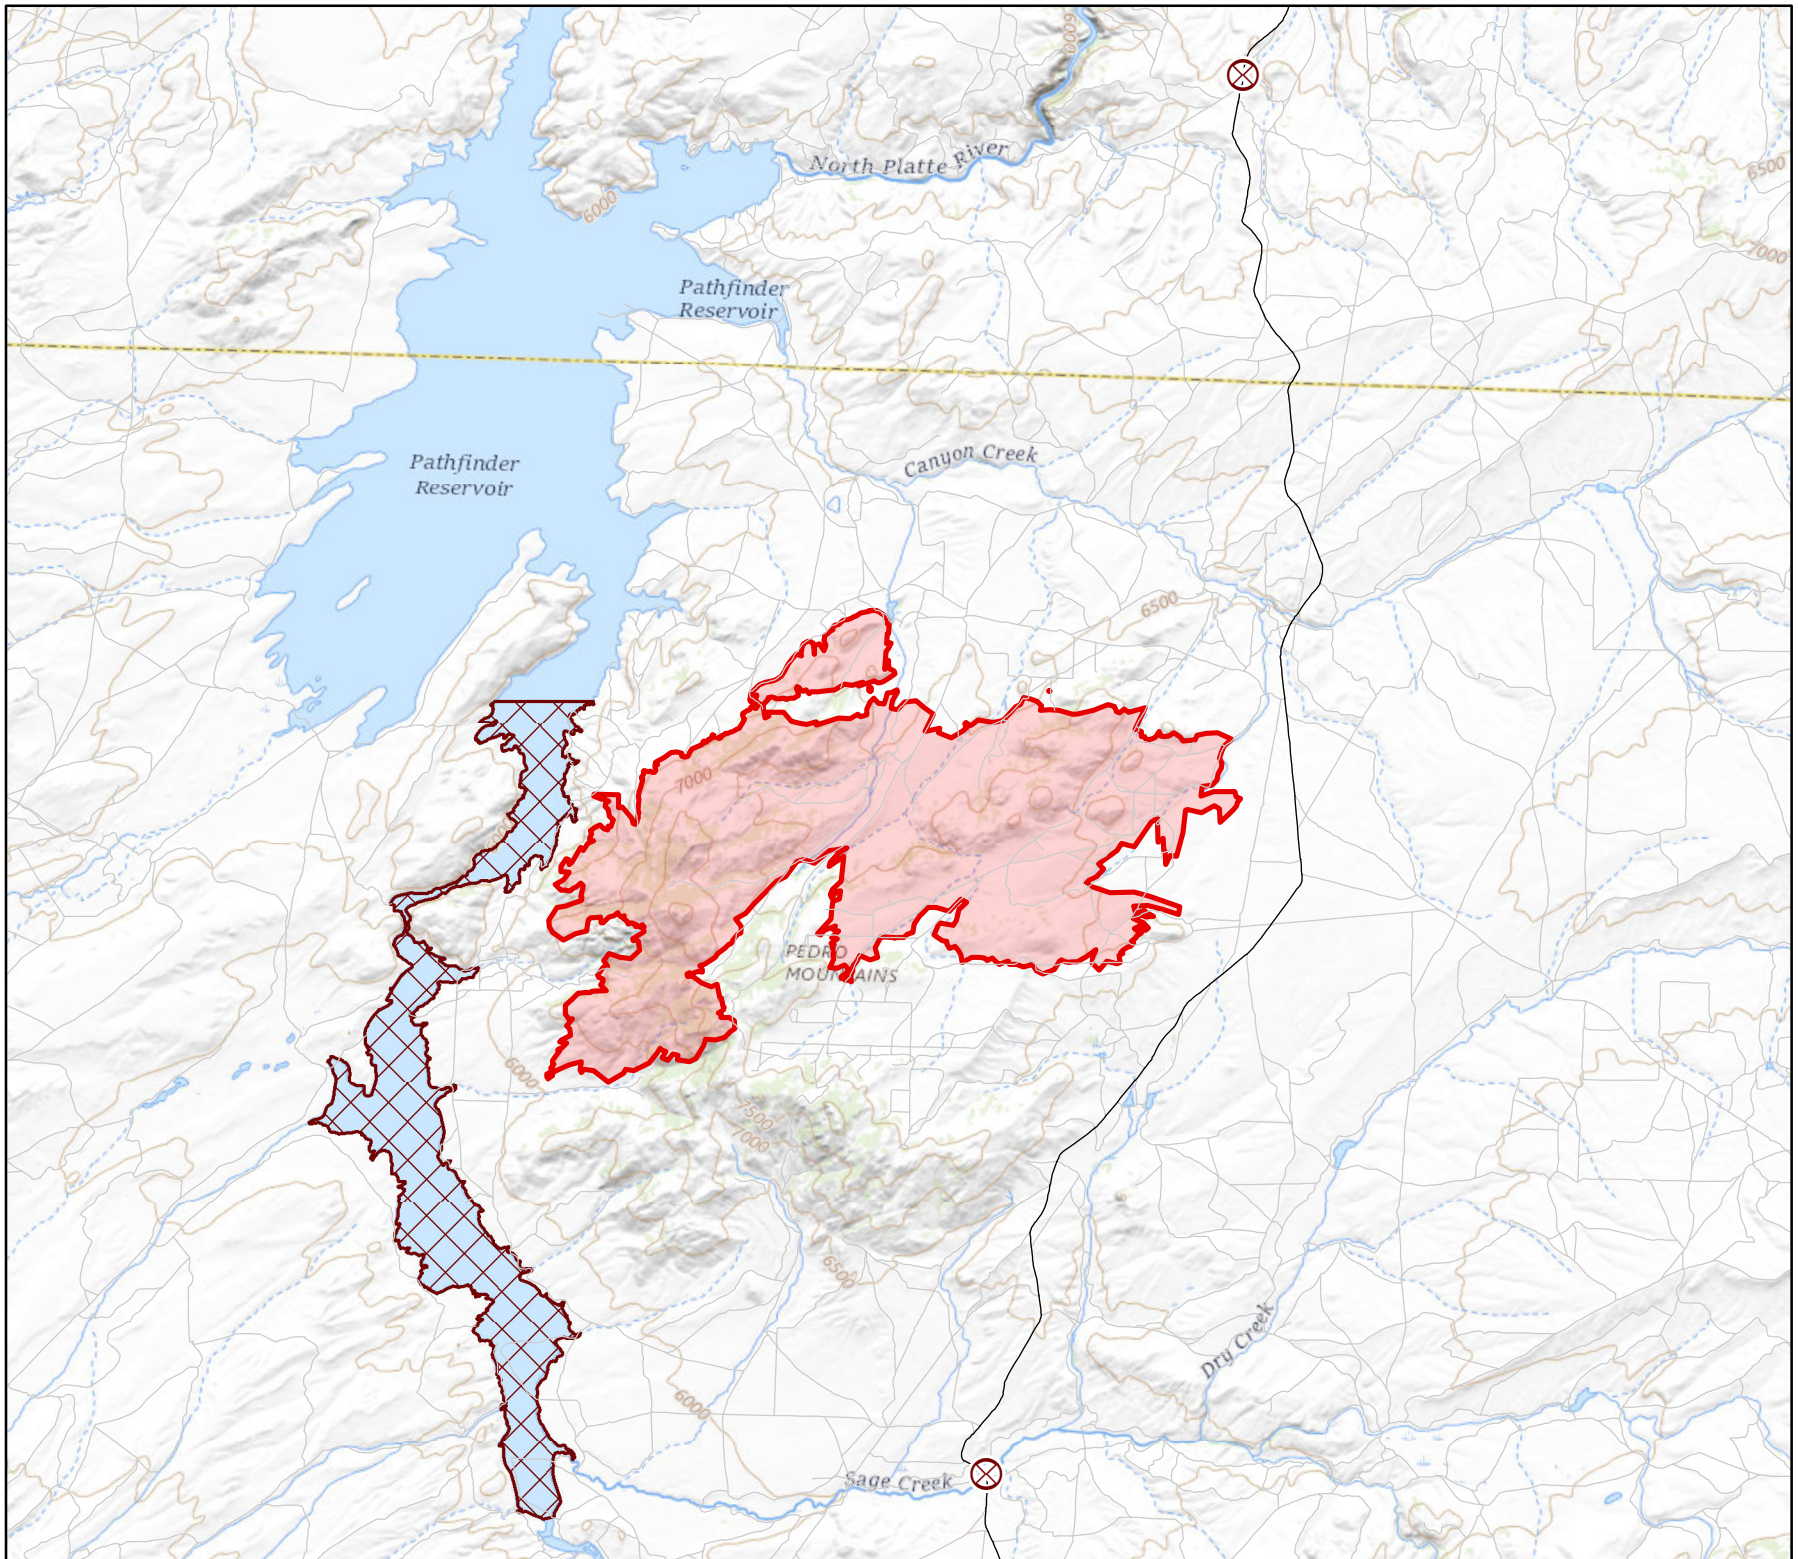 6000
North Platte River
6500
6000
7000
Pathfinder
Reservoir
Canyon Creek
Pathfinder
Reservoir
6500
7000
PEDRO
MOUNTAINS
6000
7500
7000
6500
Dry Creek
6000
Sage Creek